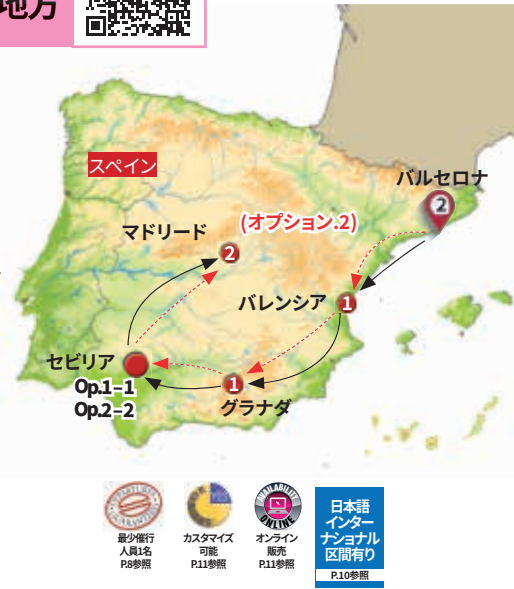 地方
スペイン
バルセロナ
2
マドリード
(オプション.2)
2
バレンシア
1
セビリア
Op.1–1
Op.2–2
1
グラナダ
最少催行
人員1名
P.8参照
カスタマイズ
可能
P.11参照
AVAILABILITY
ONLINE
オンライン
販売
P.11参照
日本語
インター
ナショナル
区間有り
P.10参照